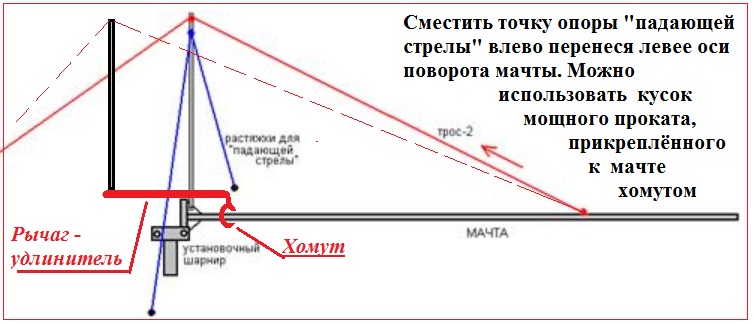 Сместить точку опоры "падающей
стрелы" влево перенеся левее оси
поворота мачты. Можно
использовать кусок
мощного проката,
прикреплённого
к мачте
хомутом
растяжки для
"падающей
стрелы"
трос-2
Рычаг -
удлинитель
установочный
шарнир
Хомут
МАЧТА